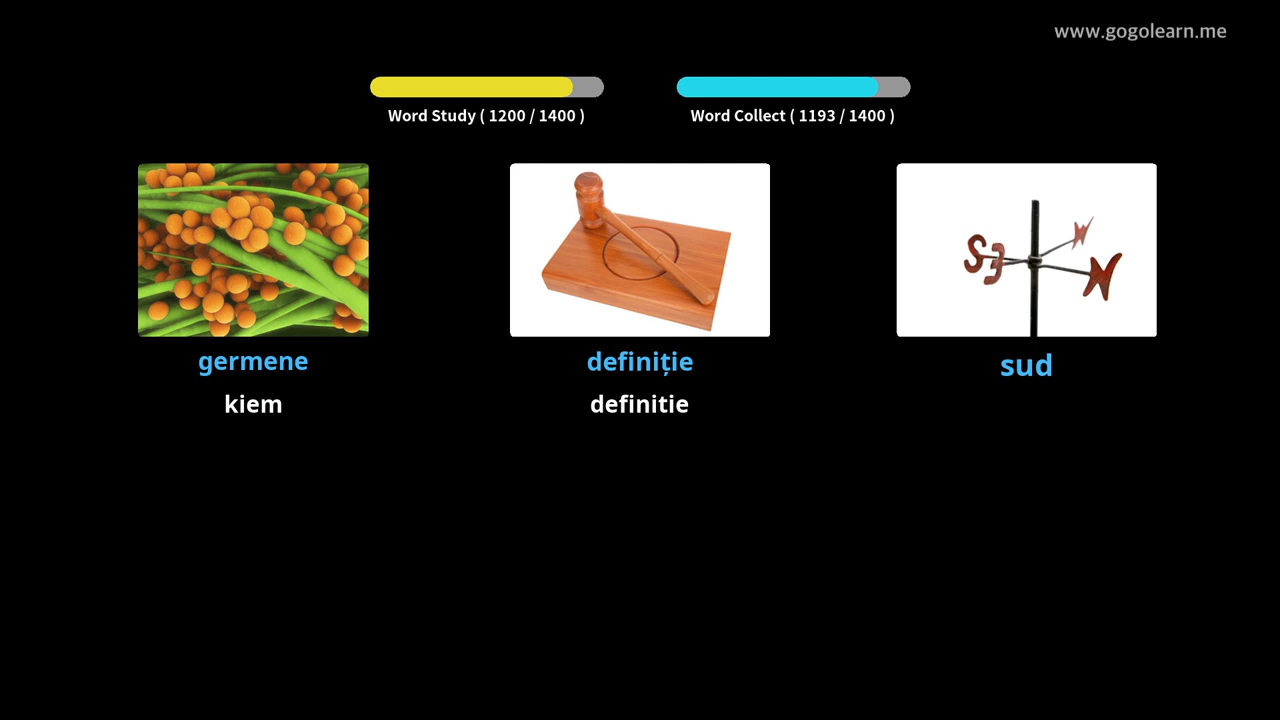 www.gogolearn.me
Word Study ( 1200 / 1400 )
Word Collect ( 1193 / 1400 )
germene
kiem
definiție
definitie
S
E
N
sud